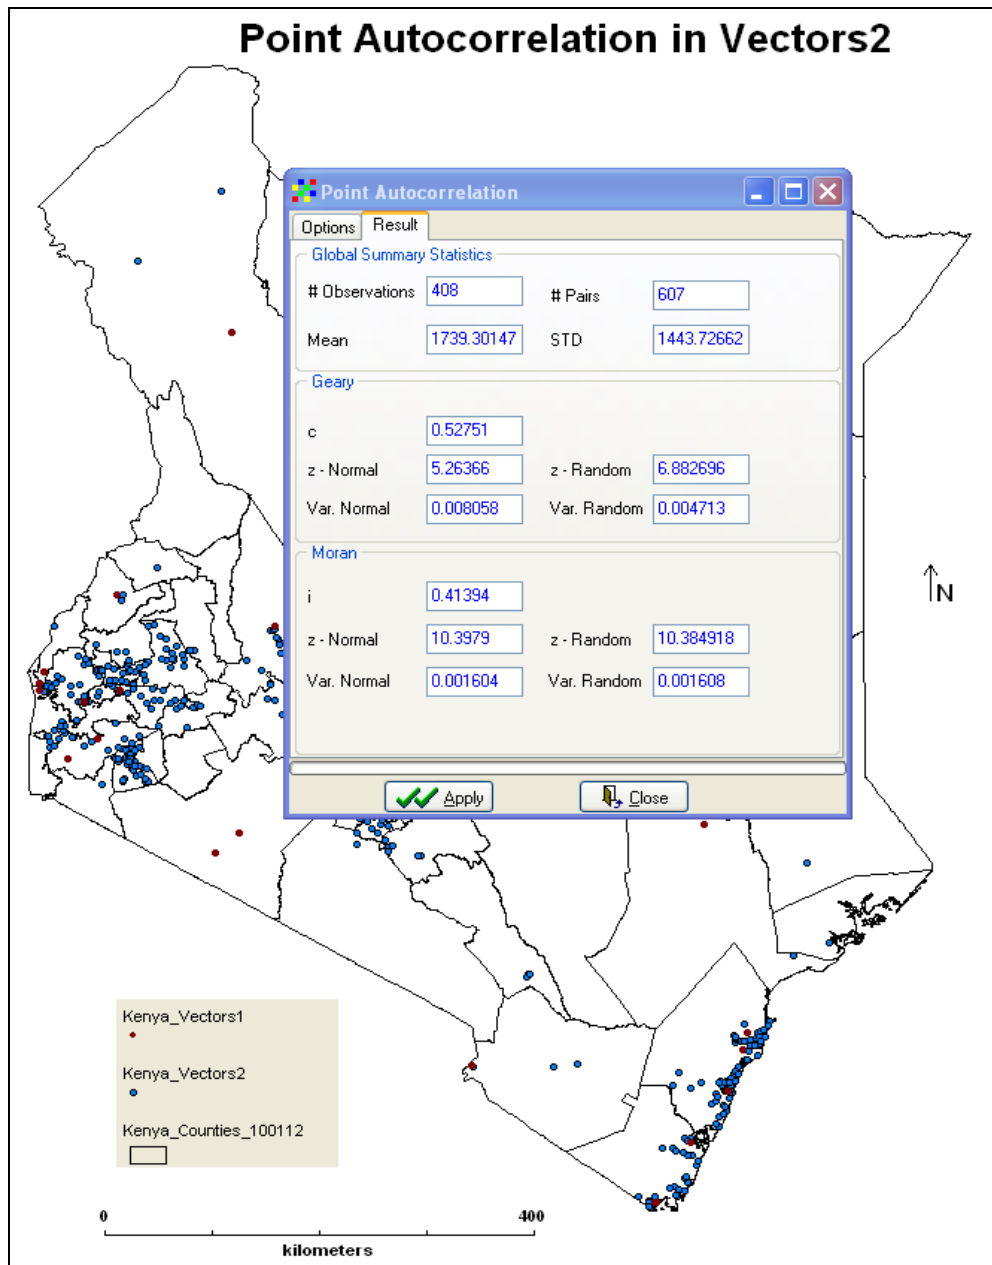 Point Autocorrelation in Vectors2
Point Autocorrelation
Options Result
Global Summary Statistics
# Observations 408 # Pairs 607
Mean 1739.30147 STD 1443.72662
Geary
c 0.52751
z - Normal 5.26366 z - Random 6.882696
Var. Normal 0.008058 Var. Random 0.004713
Moran
i 0.41394
z - Normal 10.3979 z - Random 10.384918
Var. Normal 0.001604 Var. Random 0.001608
Apply Close
N
Kenya_Vectors1
Kenya_Vectors2
Kenya_Counties_100112
0 400
kilometers